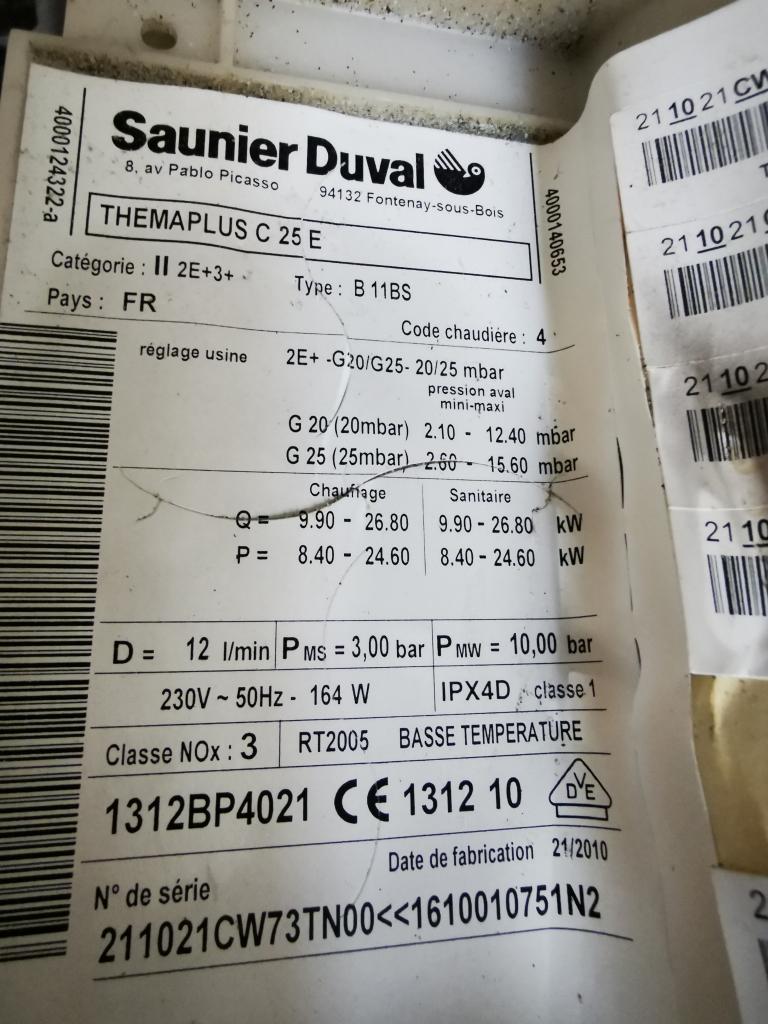 Saunier Duval
8, av Pablo Picasso 94132 Fontenay-sous-Bois
4000124322-a
4000140653
THEMAPLUS C 25 E
Catégorie : II 2E+3+ Type : B 11BS
Pays : FR
Code chaudière : 4
réglage usine 2E+ -G20/G25- 20/25 mbar
pression aval
mini-maxi
G 20 (20mbar) 2.10 - 12.40 mbar
G 25 (25mbar) 2.60 - 15.60 mbar
Chauffage Sanitaire
Q = 9.90 - 26.80 9.90 - 26.80 kW
P = 8.40 - 24.60 8.40 - 24.60 kW
D = 12 l/min PMS = 3,00 bar PMW = 10,00 bar
230V ~ 50Hz - 164 W IPX4D classe 1
Classe NOx : 3 RT2005 BASSE TEMPERATURE
1312BP4021 CE 1312 10 DVE
Date de fabrication 21/2010
N° de série
211021CW73TN00<<1610010751N2
21 10 21 CW
21 10 21
21 10 2
21 10
2